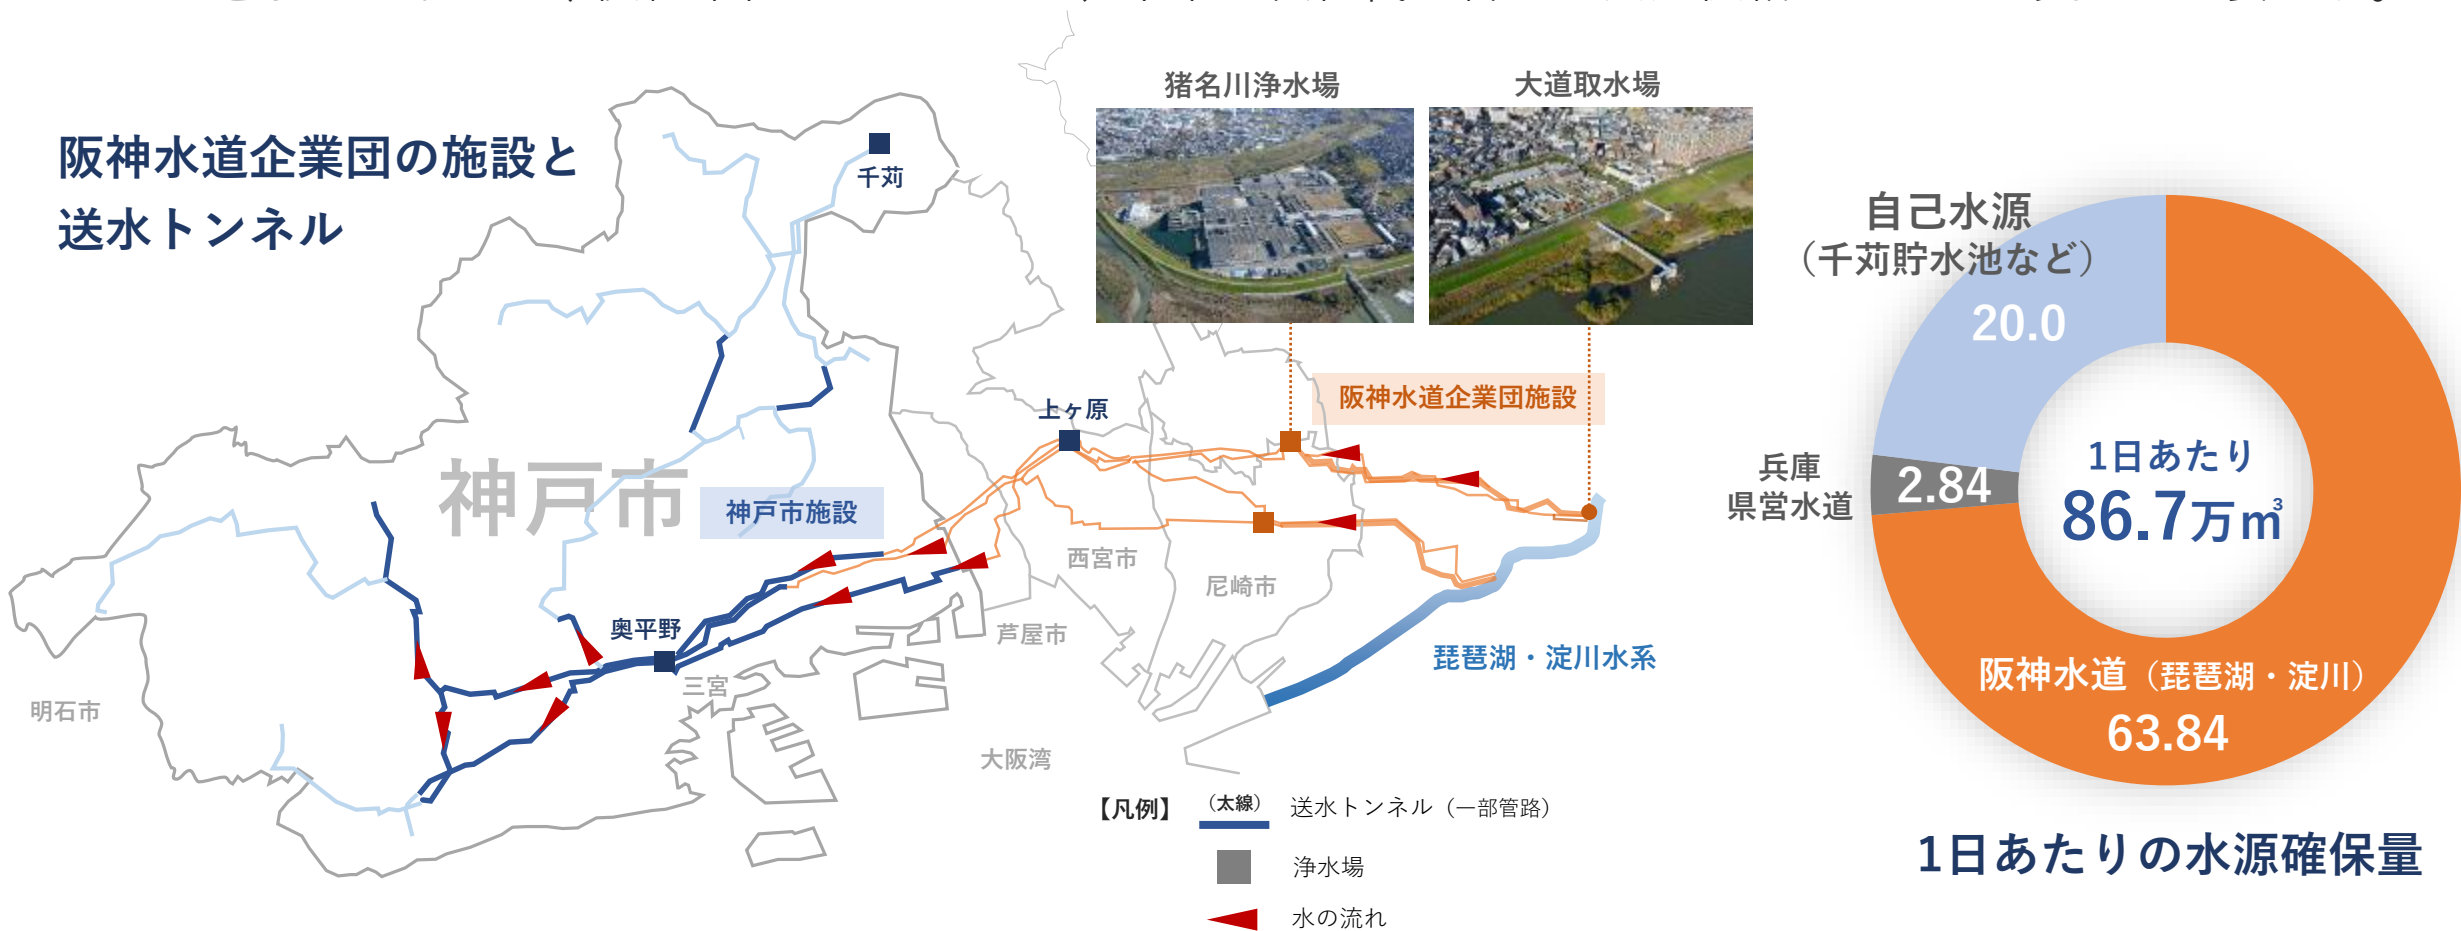 阪神水道企業団の施設と
送水トンネル
猪名川浄水場
大道取水場
千苅
上ヶ原
阪神水道企業団施設
神戸市
神戸市施設
奥平野
三宮
明石市
芦屋市
西宮市
尼崎市
大阪湾
琵琶湖・淀川水系
【凡例】
（太線）
送水トンネル（一部管路）
浄水場
水の流れ
自己水源
（千苅貯水池など）
20.0
兵庫
県営水道
2.84
1日あたり
86.7万㎥
阪神水道（琵琶湖・淀川）
63.84
1日あたりの水源確保量